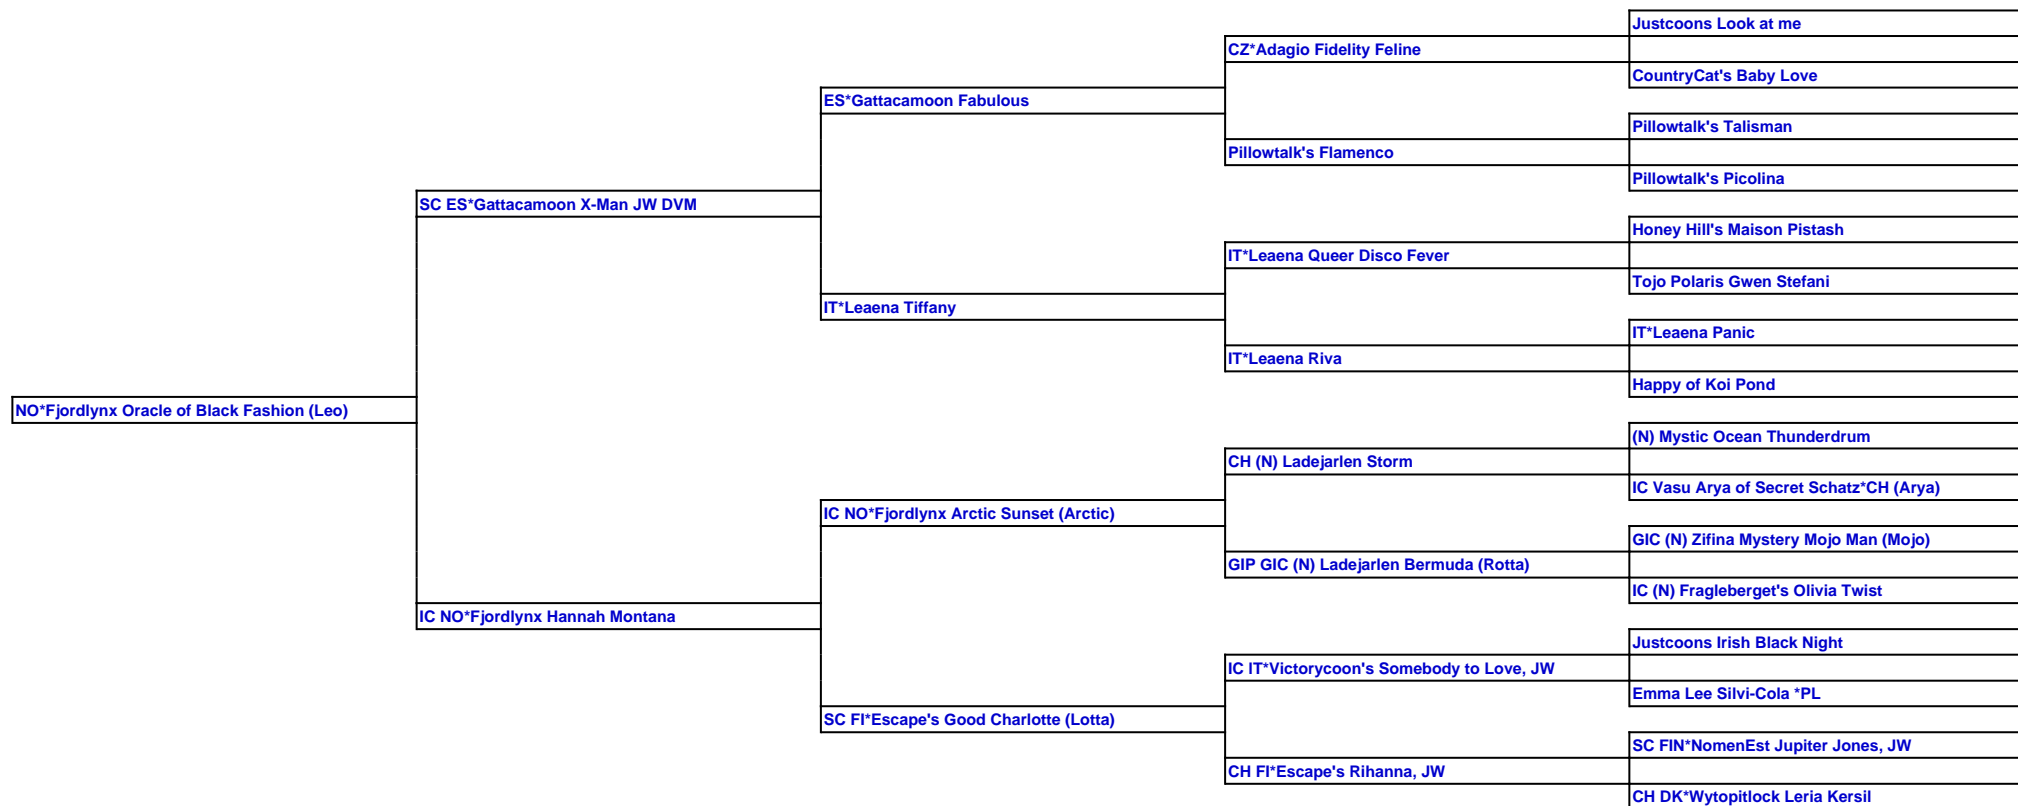 Justcoons Look at me
CZ*Adagio Fidelity Feline
CountryCat's Baby Love
ES*Gattacamoon Fabulous
Pillowtalk's Talisman
Pillowtalk's Flamenco
Pillowtalk's Picolina
SC ES*Gattacamoon X-Man JW DVM
Honey Hill's Maison Pistash
IT*Leaena Queer Disco Fever
Tojo Polaris Gwen Stefani
IT*Leaena Tiffany
IT*Leaena Panic
IT*Leaena Riva
Happy of Koi Pond
NO*Fjordlynx Oracle of Black Fashion (Leo)
(N) Mystic Ocean Thunderdrum
CH (N) Ladejarlen Storm
IC Vasu Arya of Secret Schatz*CH (Arya)
IC NO*Fjordlynx Arctic Sunset (Arctic)
GIC (N) Zifina Mystery Mojo Man (Mojo)
GIP GIC (N) Ladejarlen Bermuda (Rotta)
IC (N) Fragleberget's Olivia Twist
IC NO*Fjordlynx Hannah Montana
Justcoons Irish Black Night
IC IT*Victorycoon's Somebody to Love, JW
Emma Lee Silvi-Cola *PL
SC FI*Escape's Good Charlotte (Lotta)
SC FIN*NomenEst Jupiter Jones, JW
CH FI*Escape's Rihanna, JW
CH DK*Wytopitlock Leria Kersil